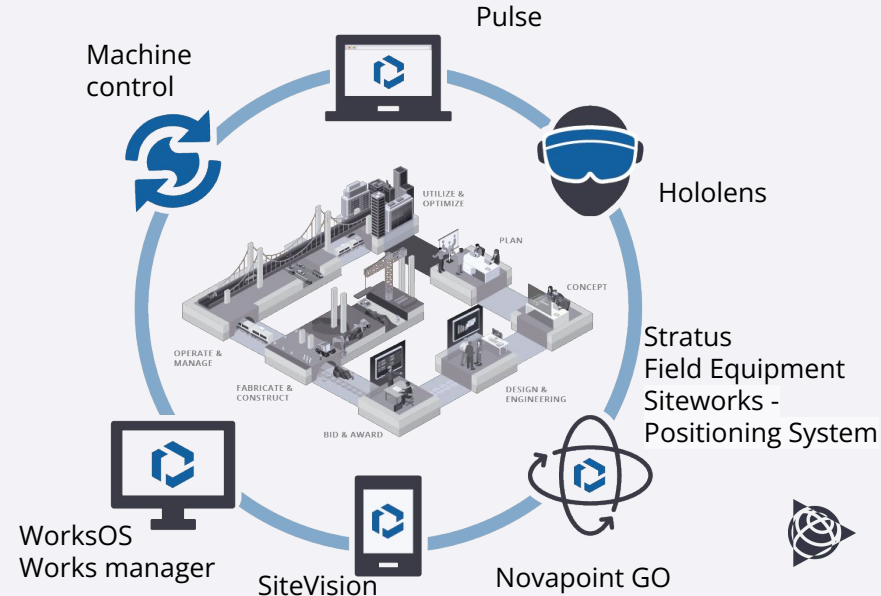 Pulse
Machine
control
Hololens
UTILIZE &
OPTIMIZE
PLAN
CONCEPT
OPERATE &
MANAGE
FABRICATE &
CONSTRUCT
DESIGN &
ENGINEERING
BID & AWARD
Stratus
Field Equipment
Siteworks -
Positioning System
WorksOS
Works manager
SiteVision
Novapoint GO